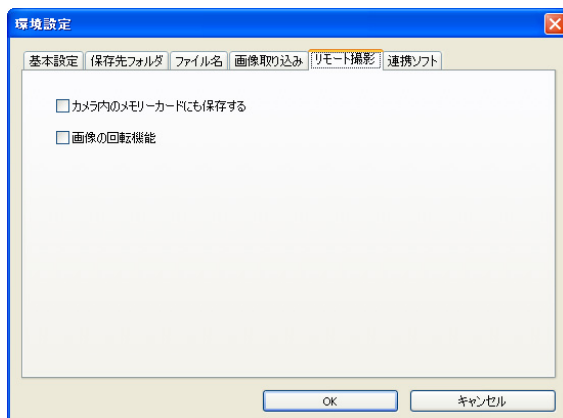 環境設定
基本設定 保存先フォルダ ファイル名 画像取り込み リモート撮影 連携ソフト
カメラ内のメモリーカードにも保存する
画像の回転機能
OK キャンセル